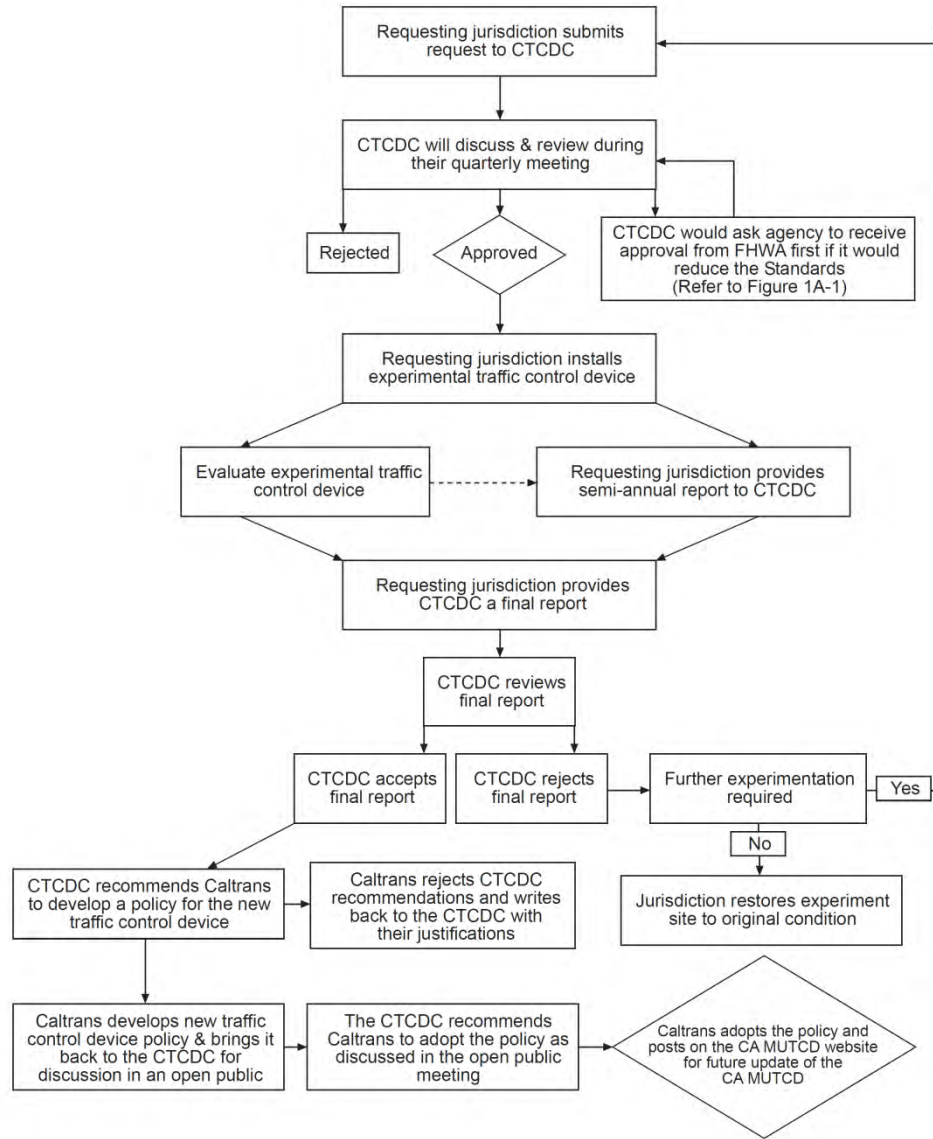 Requesting jurisdiction submits
request to CTCDC
CTCDC will discuss & review during
their quarterly meeting
Rejected
Approved
CTCDC would ask agency to receive
approval from FHWA first if it would
reduce the Standards
(Refer to Figure 1A-1)
Requesting jurisdiction installs
experimental traffic control device
Evaluate experimental traffic
control device
Requesting jurisdiction provides
semi-annual report to CTCDC
Requesting jurisdiction provides
CTCDC a final report
CTCDC reviews
final report
CTCDC accepts
final report
CTCDC rejects
final report
Further experimentation
required
Yes
No
CTCDC recommends Caltrans
to develop a policy for the new
traffic control device
Caltrans rejects CTCDC
recommendations and writes
back to the CTCDC with
their justifications
Jurisdiction restores experiment
site to original condition
Caltrans develops new traffic
control device policy & brings it
back to the CTCDC for
discussion in an open public
The CTCDC recommends
Caltrans to adopt the policy as
discussed in the open public
meeting
Caltrans adopts the policy and
posts on the CA MUTCD website
for future update of the
CA MUTCD